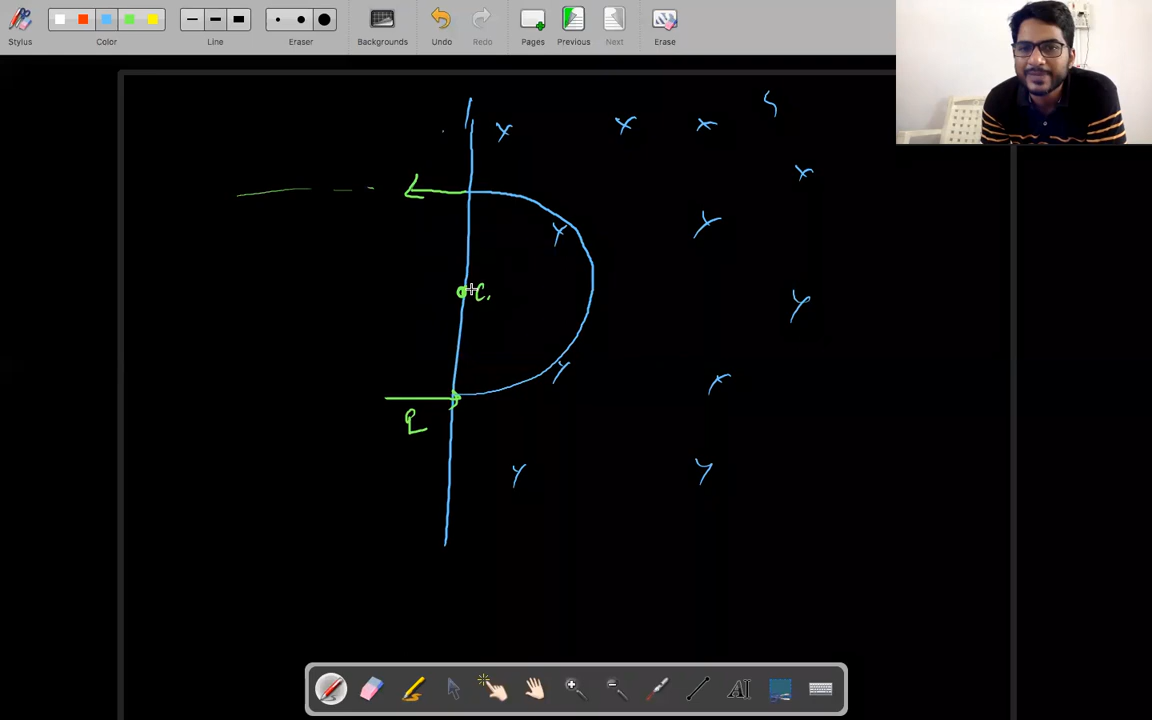 Stylus
Color
Line
Eraser
Backgrounds
Undo
Redo
Pages
Previous
Next
Erase
x x x
x
y y
c.
y
y x
q
y y